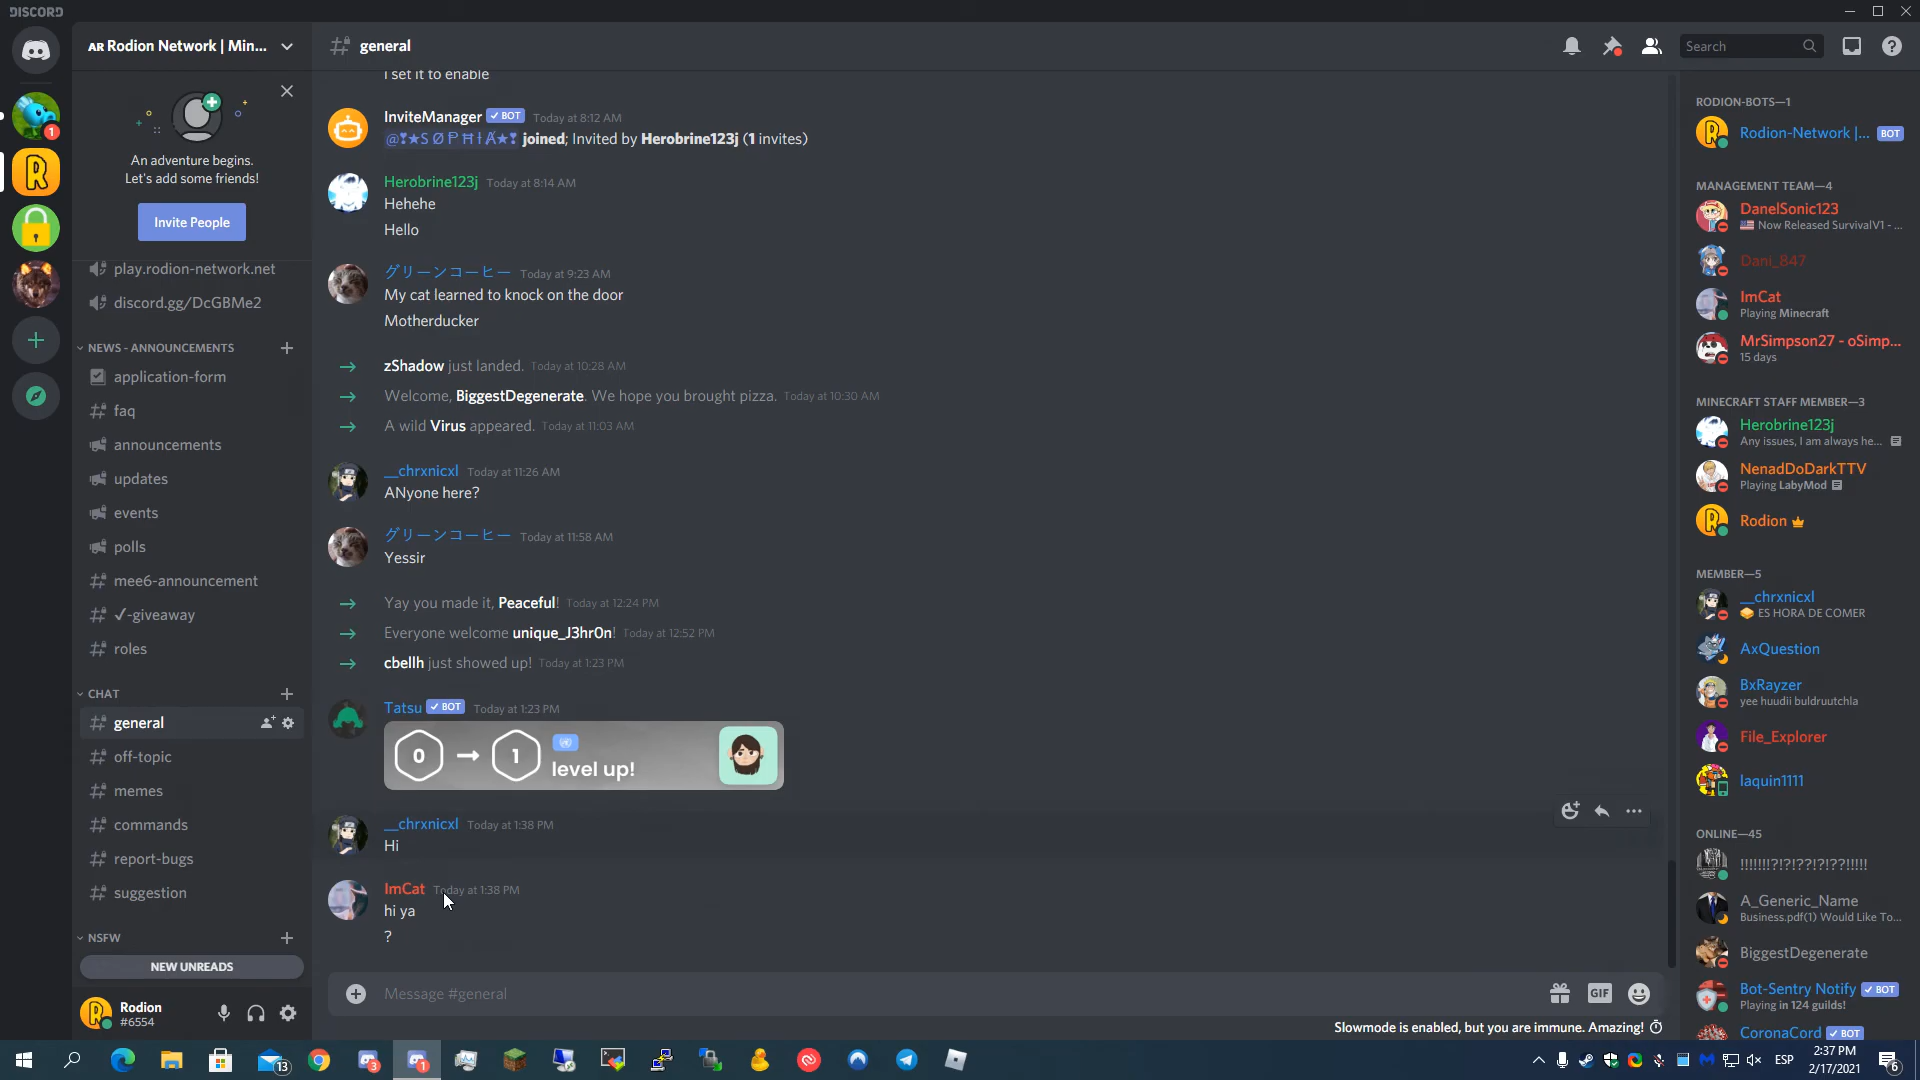 DISCORD
AR Rodion Network | Min...
general
Search
An adventure begins.
Let's add some friends!
Invite People
play.rodion-network.net
discord.gg/DcGBMe2
NEWS - ANNOUNCEMENTS
application-form
faq
announcements
updates
events
polls
mee6-announcement
✓-giveaway
roles
CHAT
general
off-topic
memes
commands
report-bugs
suggestion
NSFW
NEW UNREADS
Rodion
#6554
I set it to enable
InviteManager ✓ BOT Today at 8:12 AM
joined; Invited by Herobrine123j (1 invites)
Herobrine123j Today at 8:14 AM
Hehehe
Hello
グリーンコーヒー Today at 9:23 AM
My cat learned to knock on the door
Motherducker
zShadow just landed. Today at 10:28 AM
Welcome, BiggestDegenerate. We hope you brought pizza. Today at 10:30 AM
A wild Virus appeared. Today at 11:03 AM
__chrxnicxl Today at 11:26 AM
ANyone here?
グリーンコーヒー Today at 11:58 AM
Yessir
Yay you made it, Peaceful! Today at 12:24 PM
Everyone welcome unique_J3hr0n! Today at 12:52 PM
cbellh just showed up! Today at 1:23 PM
Tatsu ✓ BOT Today at 1:23 PM
0 → 1 level up!
__chrxnicxl Today at 1:38 PM
Hi
ImCat Today at 1:38 PM
hi ya
?
Message #general
GIF
Slowmode is enabled, but you are immune. Amazing!
RODION-BOTS—1
Rodion-Network |... BOT
MANAGEMENT TEAM—4
DanelSonic123
Now Released SurvivalV1 - ...
Dani_847
ImCat
Playing Minecraft
MrSimpson27 - oSimp...
15 days
MINECRAFT STAFF MEMBER—3
Herobrine123j
Any issues, I am always he...
NenadDoDarkTTV
Playing LabyMod
Rodion
MEMBER—5
__chrxnicxl
ES HORA DE COMER
AxQuestion
BxRayzer
yee huudii buldruutchla
File_Explorer
laquin1111
ONLINE—45
!!!!!!!?!?!??!?!??!!!!!
A_Generic_Name
Business.pdf(1) Would Like To...
BiggestDegenerate
Bot-Sentry Notify ✓ BOT
Playing in 124 guilds!
CoronaCord ✓ BOT
13
3
1
ESP
2:37 PM
2/17/2021
6